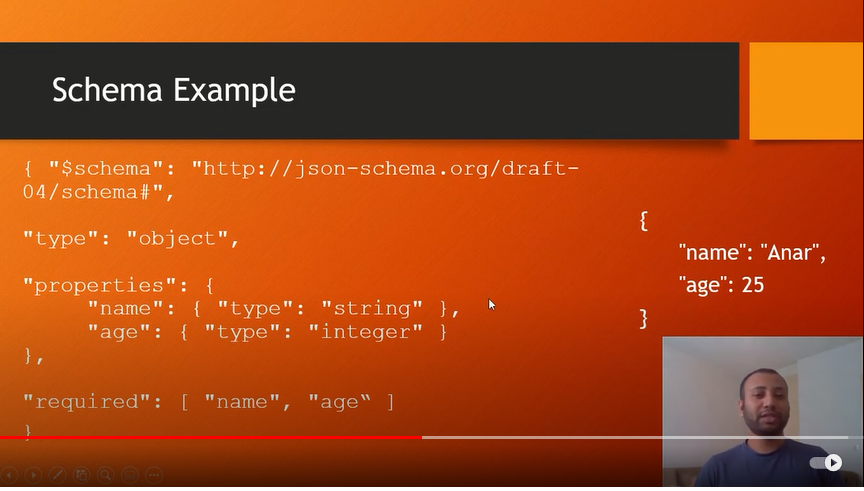 Schema Example
{ "$schema": "http://json-schema.org/draft-
04/schema#",
"type": "object",
"properties": {
"name": { "type": "string" },
"age": { "type": "integer" }
},
"required": [ "name", "age‟ ]
}
{
"name": "Anar",
"age": 25
}